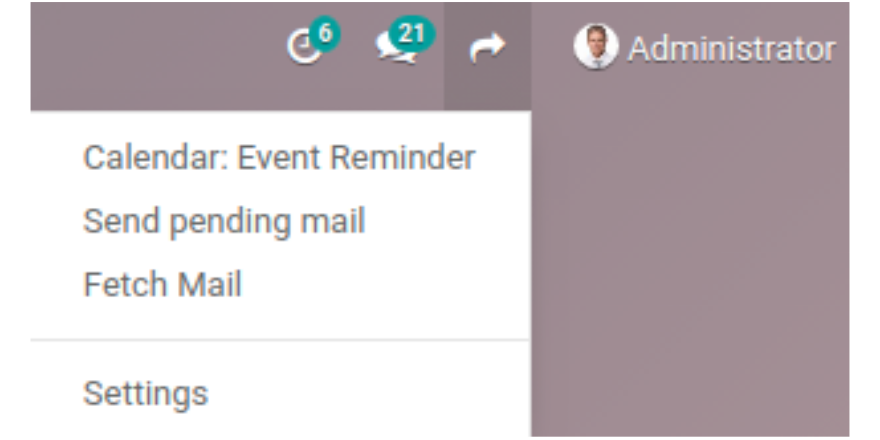 6 21 Administrator
Calendar: Event Reminder
Send pending mail
Fetch Mail
Settings